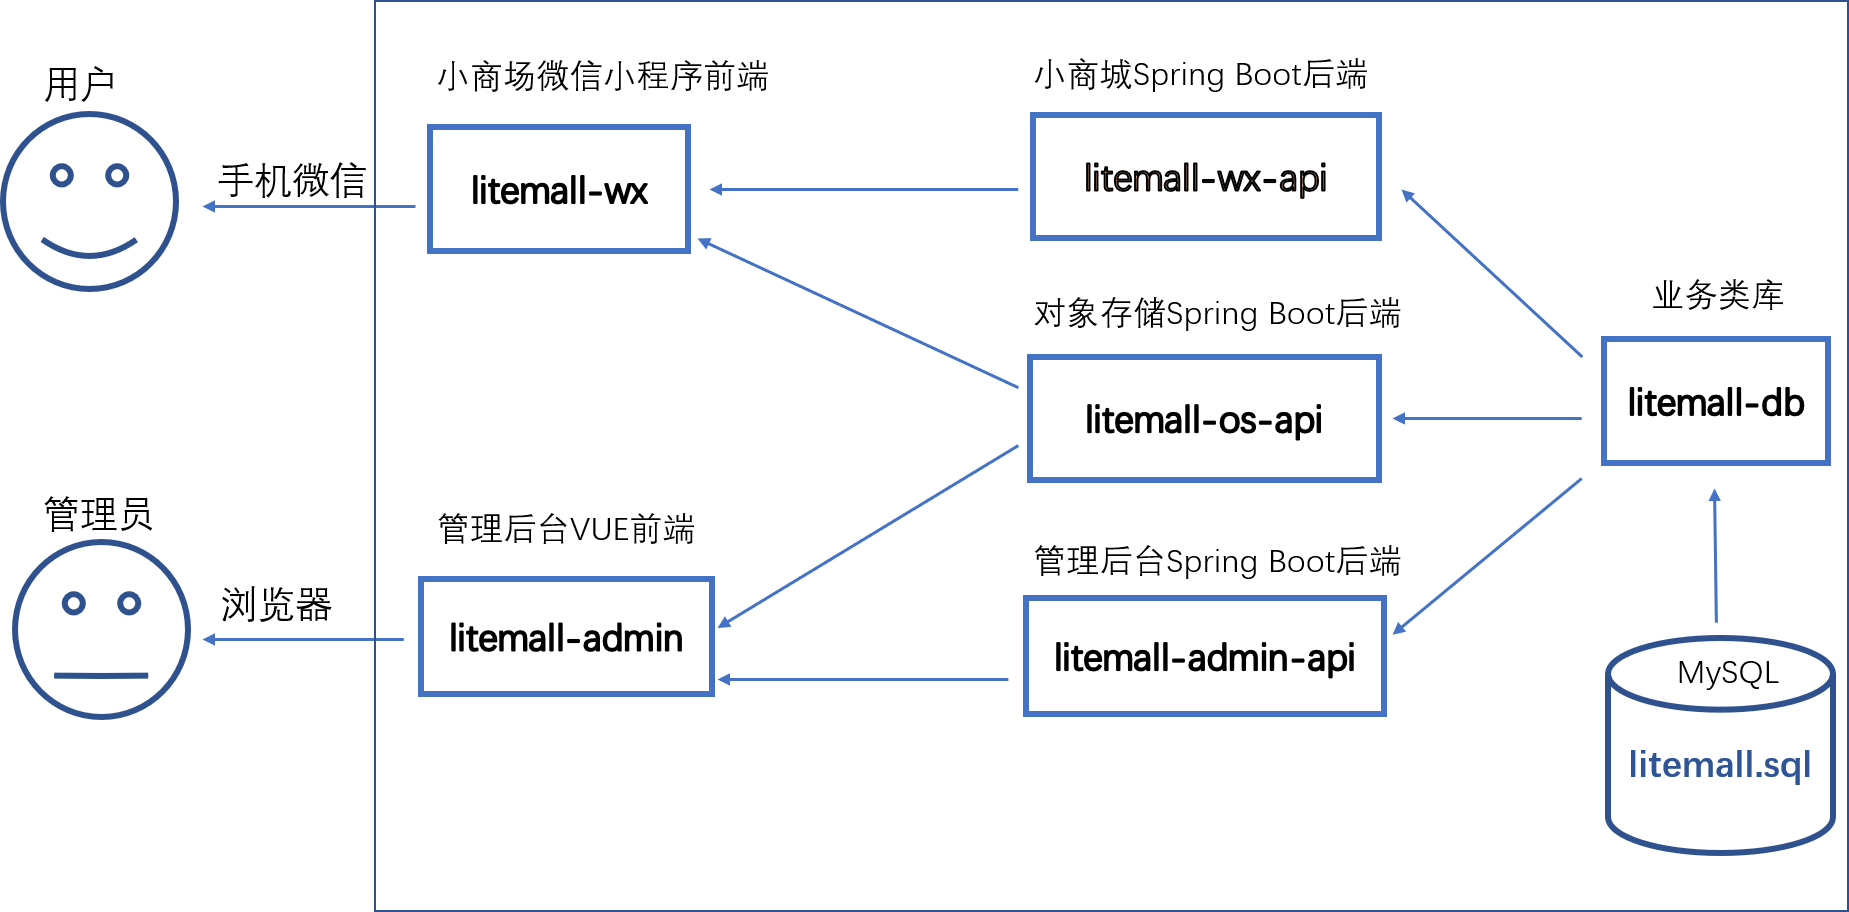 用户
手机微信
小商场微信小程序前端
litemall-wx
小商城Spring Boot后端
litemall-wx-api
对象存储Spring Boot后端
litemall-os-api
业务类库
litemall-db
管理员
浏览器
管理后台VUE前端
litemall-admin
管理后台Spring Boot后端
litemall-admin-api
MySQL
litemall.sql